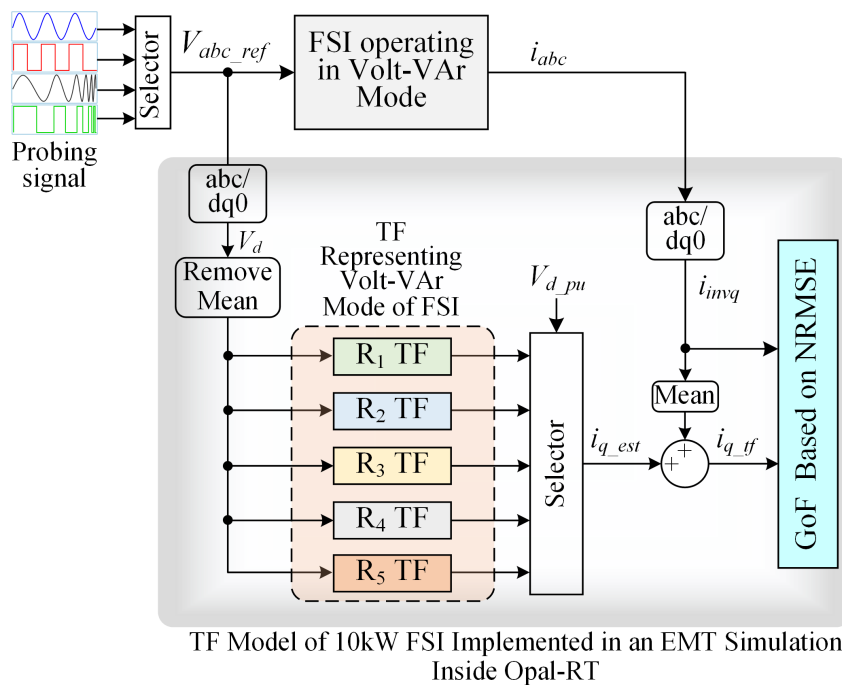 Probing
signal
Selector
V_abc_ref
FSI operating
in Volt-VAr
Mode
i_abc
abc/
dq0
V_d
Remove
Mean
TF
Representing
Volt-VAr
Mode of FSI
R₁ TF
R₂ TF
R₃ TF
R₄ TF
R₅ TF
V_d_pu
Selector
i_q_est
abc/
dq0
i_invq
Mean
+
+
i_q_tf
GoF Based on NRMSE
TF Model of 10kW FSI Implemented in an EMT Simulation
Inside Opal-RT